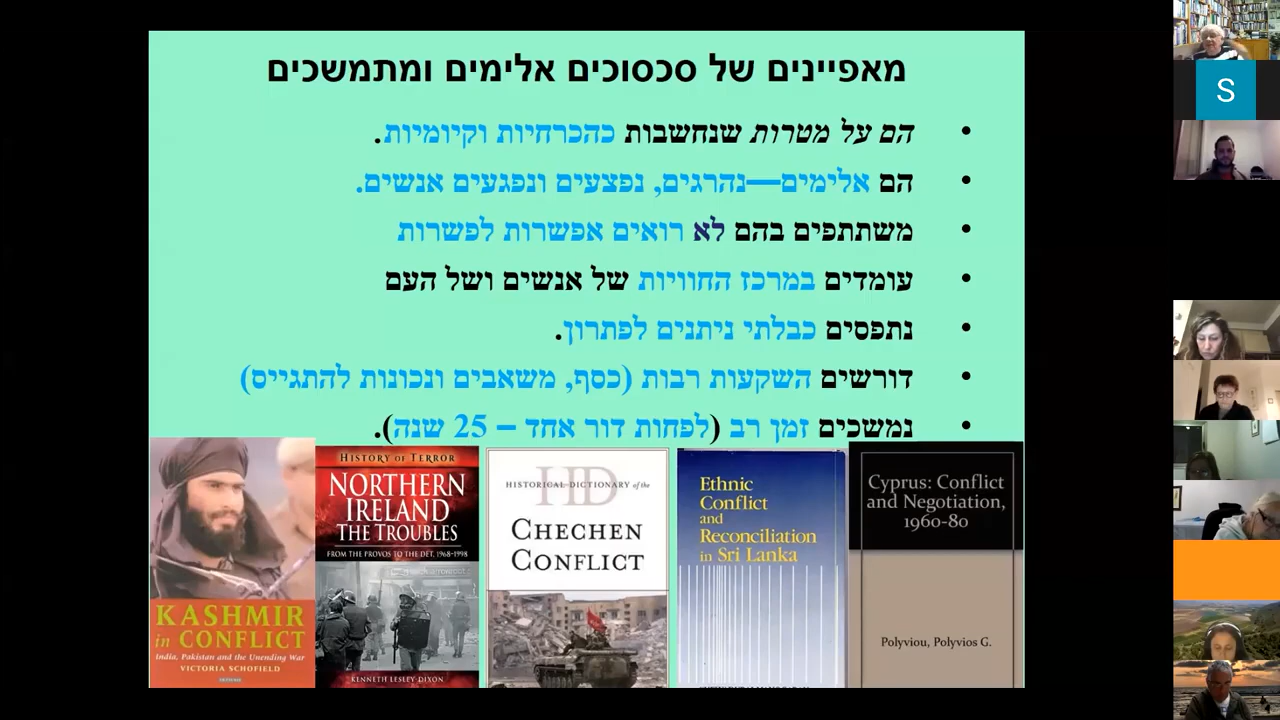 מאפיינים של סכסוכים אלימים ומתמשכים
• הם על מטרות שנחשבות כהכרחיות וקיומיות.
• הם אלימים—נהרגים, נפצעים ונפגעים אנשים.
• משתתפים בהם לא רואים אפשרות לפשרות
• עומדים במרכז החוויות של אנשים ושל העם
• נתפסים כבלתי ניתנים לפתרון.
• דורשים השקעות רבות (כסף, משאבים ונכונות להתגייס)
• נמשכים זמן רב (לפחות דור אחד – 25 שנה).
KASHMIR
in CONFLICT
India, Pakistan and the Unending War
VICTORIA SCHOFIELD
HISTORY OF TERROR
NORTHERN
IRELAND
THE TROUBLES
FROM THE PROVOS TO THE DET, 1968-1998
KENNETH LESLEY-DIXON
HD
HISTORICAL DICTIONARY of the
CHECHEN
CONFLICT
Ethnic
Conflict
and
Reconciliation
in Sri Lanka
Cyprus: Conflict
and Negotiation,
1960-80
Polyviou, Polyvios G.
S